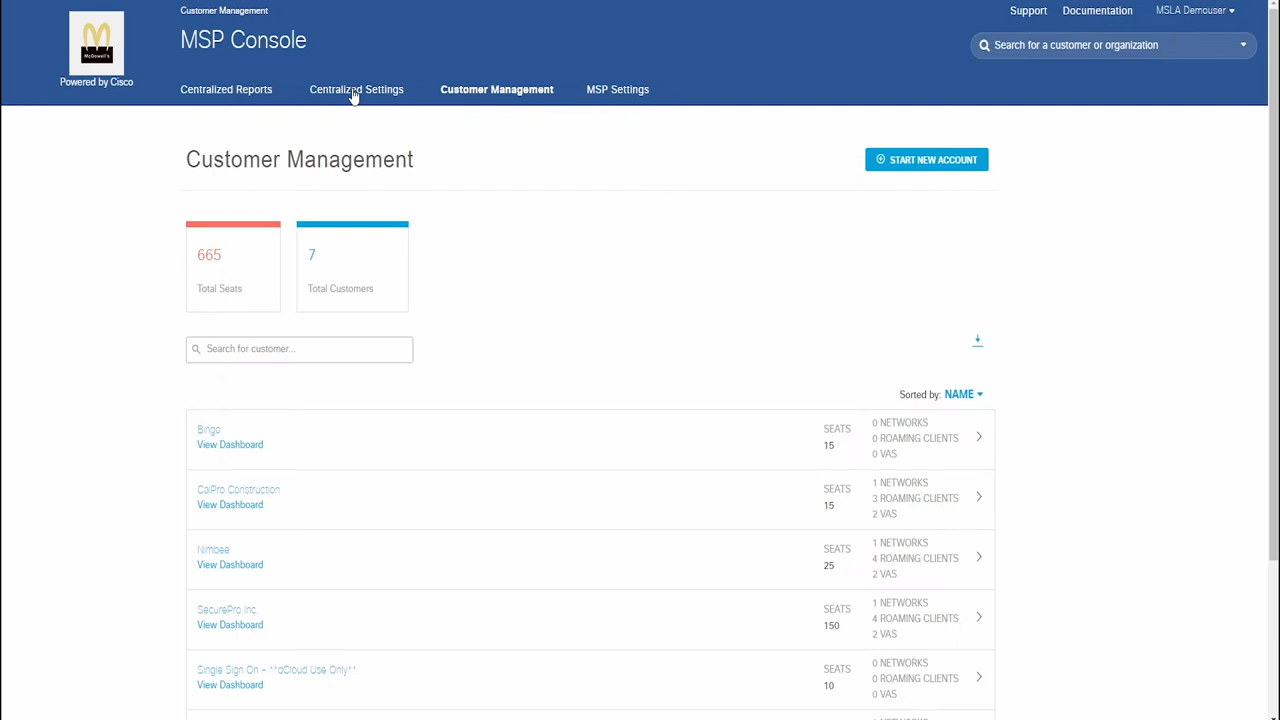 Customer Management
Support
Documentation
MSLA Demouser
McDowell's
MSP Console
Search for a customer or organization
Powered by Cisco
Centralized Reports
Centralized Settings
Customer Management
MSP Settings
Customer Management
START NEW ACCOUNT
665
Total Seats
7
Total Customers
Search for customer...
Sorted by: NAME
Bingo
View Dashboard
SEATS
15
0 NETWORKS
0 ROAMING CLIENTS
0 VAS
CalPro Construction
View Dashboard
SEATS
15
1 NETWORKS
3 ROAMING CLIENTS
2 VAS
Nimbee
View Dashboard
SEATS
25
1 NETWORKS
4 ROAMING CLIENTS
2 VAS
SecurePro Inc.
View Dashboard
SEATS
150
1 NETWORKS
4 ROAMING CLIENTS
2 VAS
Single Sign On - **dCloud Use Only**
View Dashboard
SEATS
10
0 NETWORKS
0 ROAMING CLIENTS
0 VAS